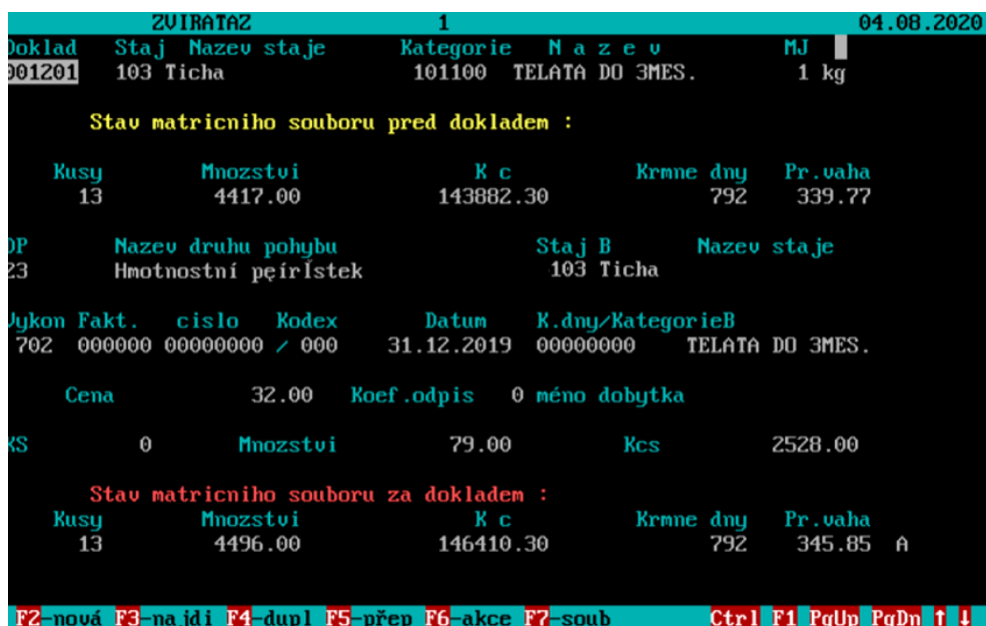 ZVIRATAZ 1 04.08.2020
Doklad Staj Nazev staje Kategorie N a z e v MJ
001201 103 Ticha 101100 TELATA DO 3MES. 1 kg
Stav matricniho souboru pred dokladem :
Kusy Mnozstvi K c Krmne dny Pr.vaha
13 4417.00 143882.30 792 339.77
DP Nazev druhu pohybu Staj B Nazev staje
23 Hmotnostní pęírĺstek 103 Ticha
Vykon Fakt. cislo Kodex Datum K.dny/KategorieB
702 000000 00000000 / 000 31.12.2019 00000000 TELATA DO 3MES.
Cena 32.00 Koef.odpis 0 méno dobytka
KS 0 Mnozstvi 79.00 Kcs 2528.00
Stav matricniho souboru za dokladem :
Kusy Mnozstvi K c Krmne dny Pr.vaha
13 4496.00 146410.30 792 345.85 A
F2-nová F3-najdi F4-dupl F5-přep F6-akce F7-soub Ctrl F1 PgUp PgDn ↑ ↓